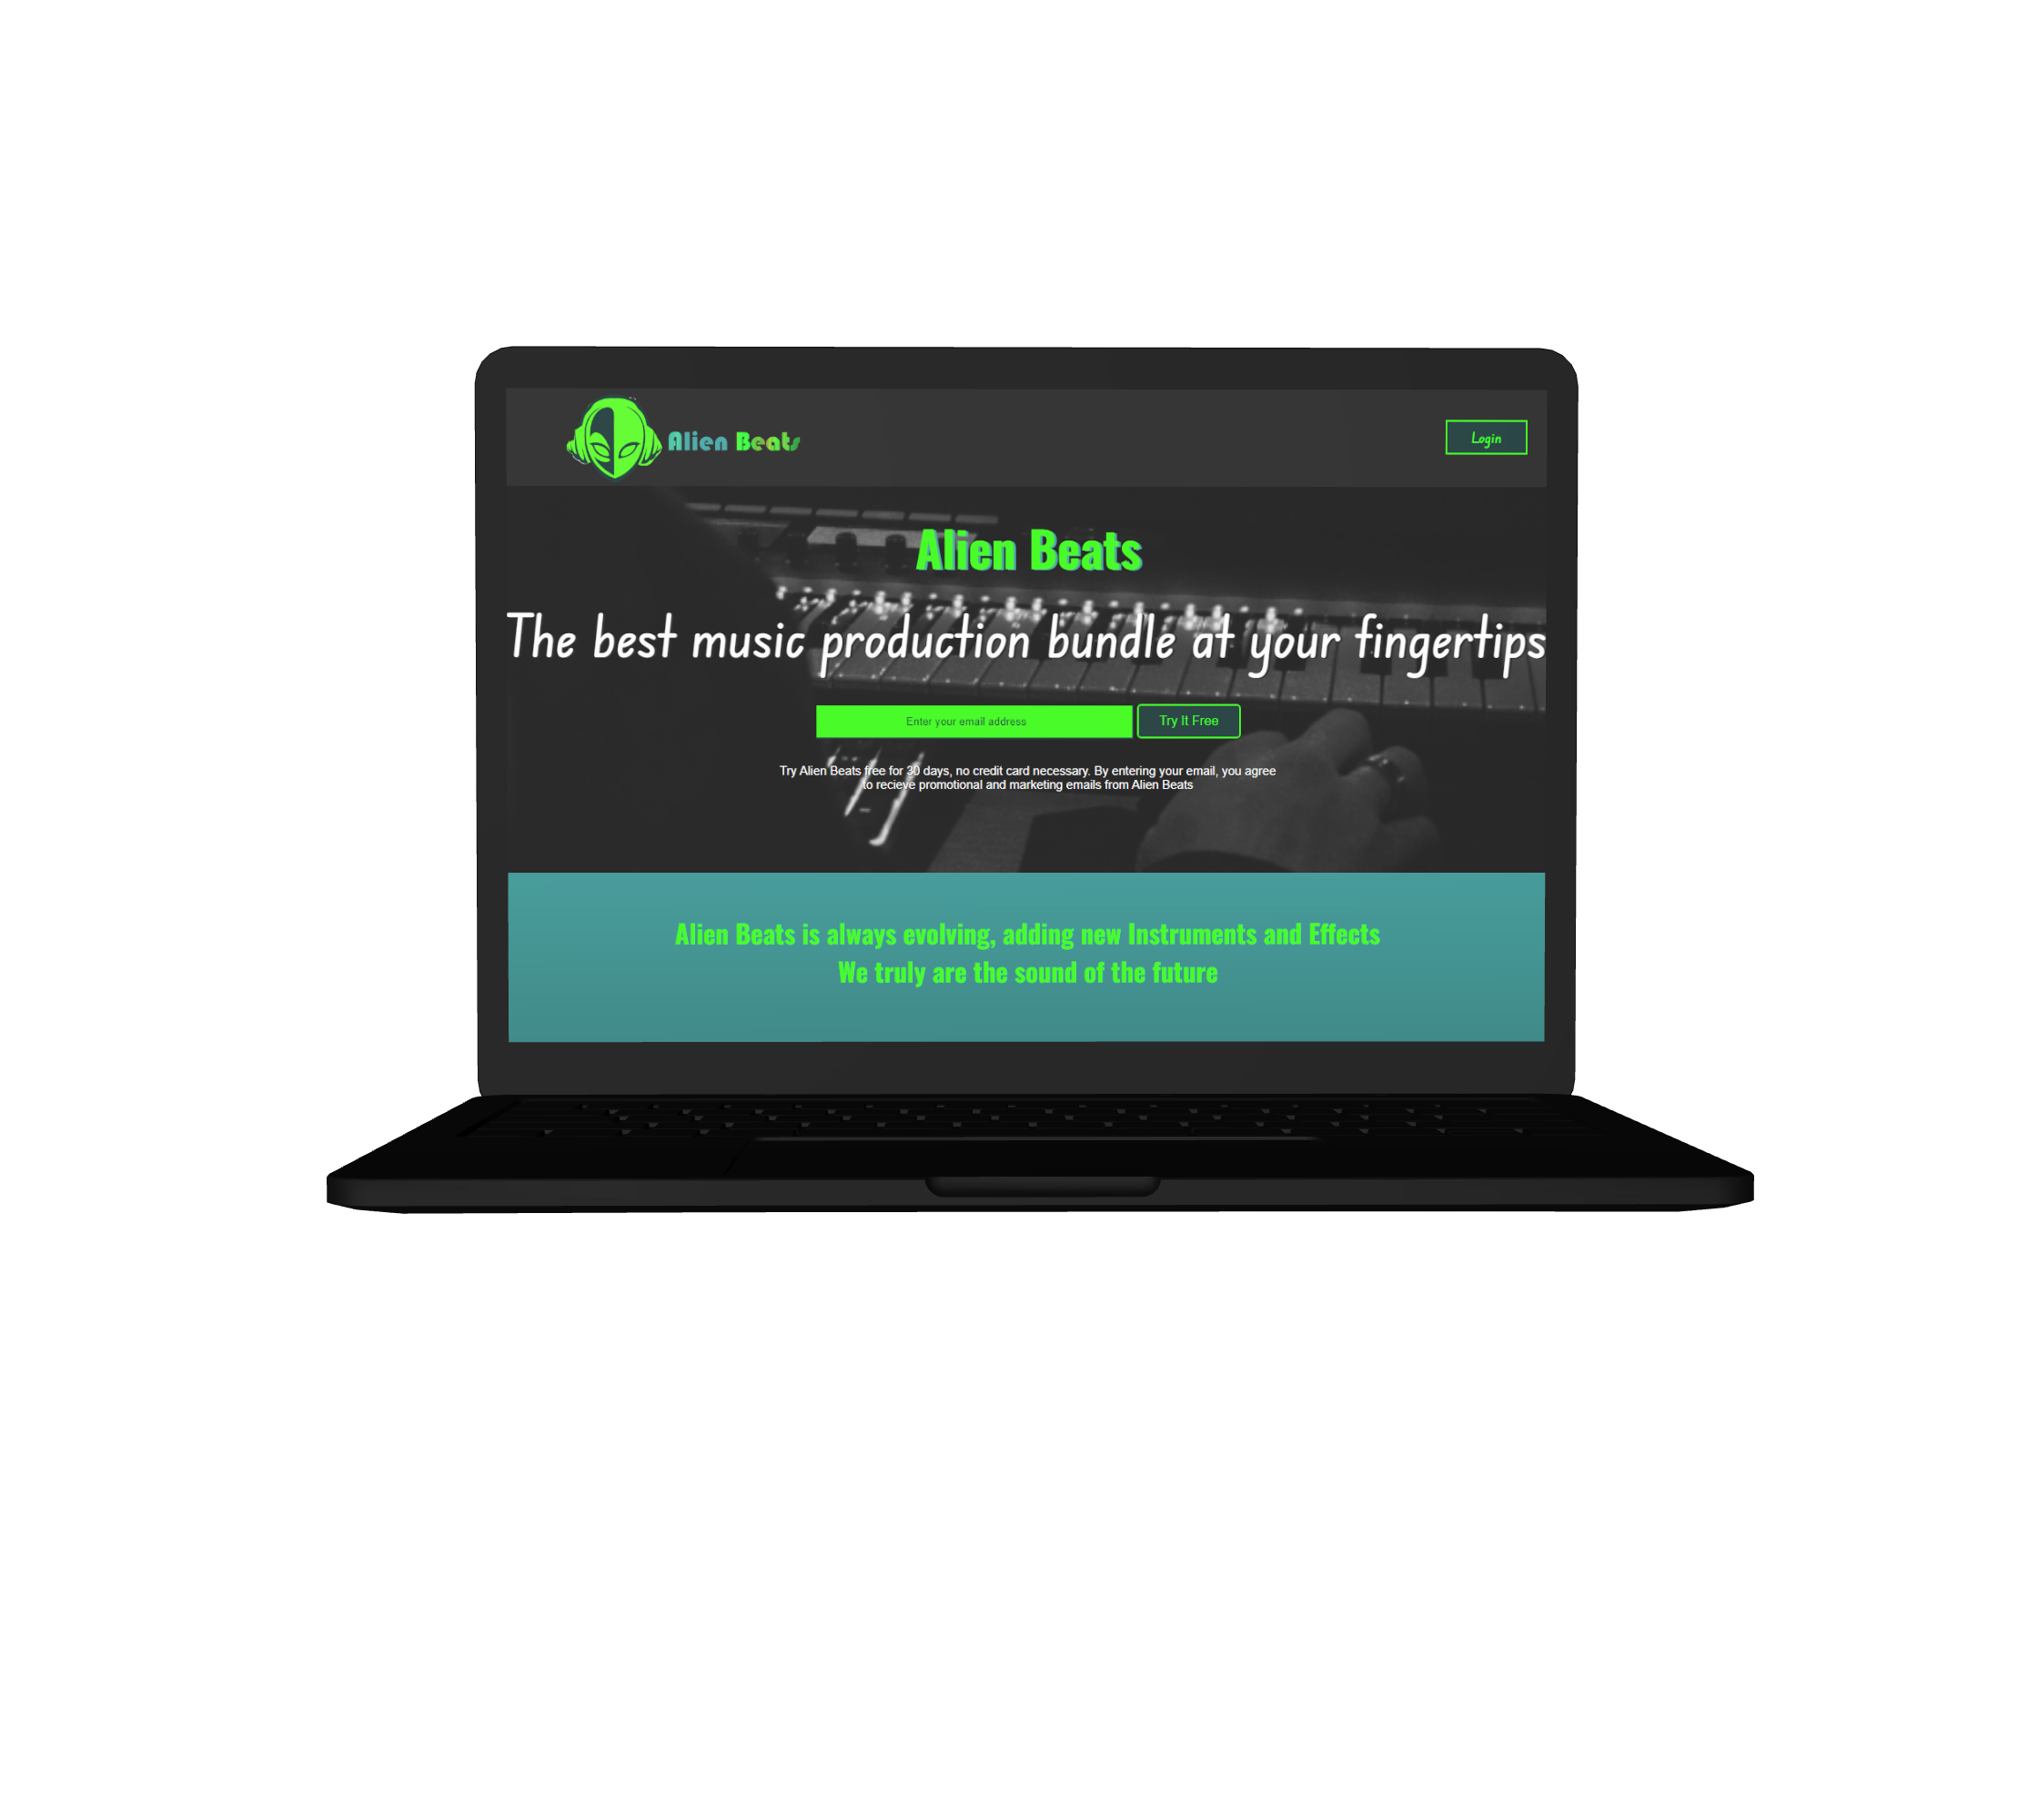 Alien Beats
Login
Alien Beats
The best music production bundle at your fingertips
Enter your email address
Try It Free
Try Alien Beats free for 30 days, no credit card necessary. By entering your email, you agree
to recieve promotional and marketing emails from Alien Beats
Alien Beats is always evolving, adding new Instruments and Effects
We truly are the sound of the future